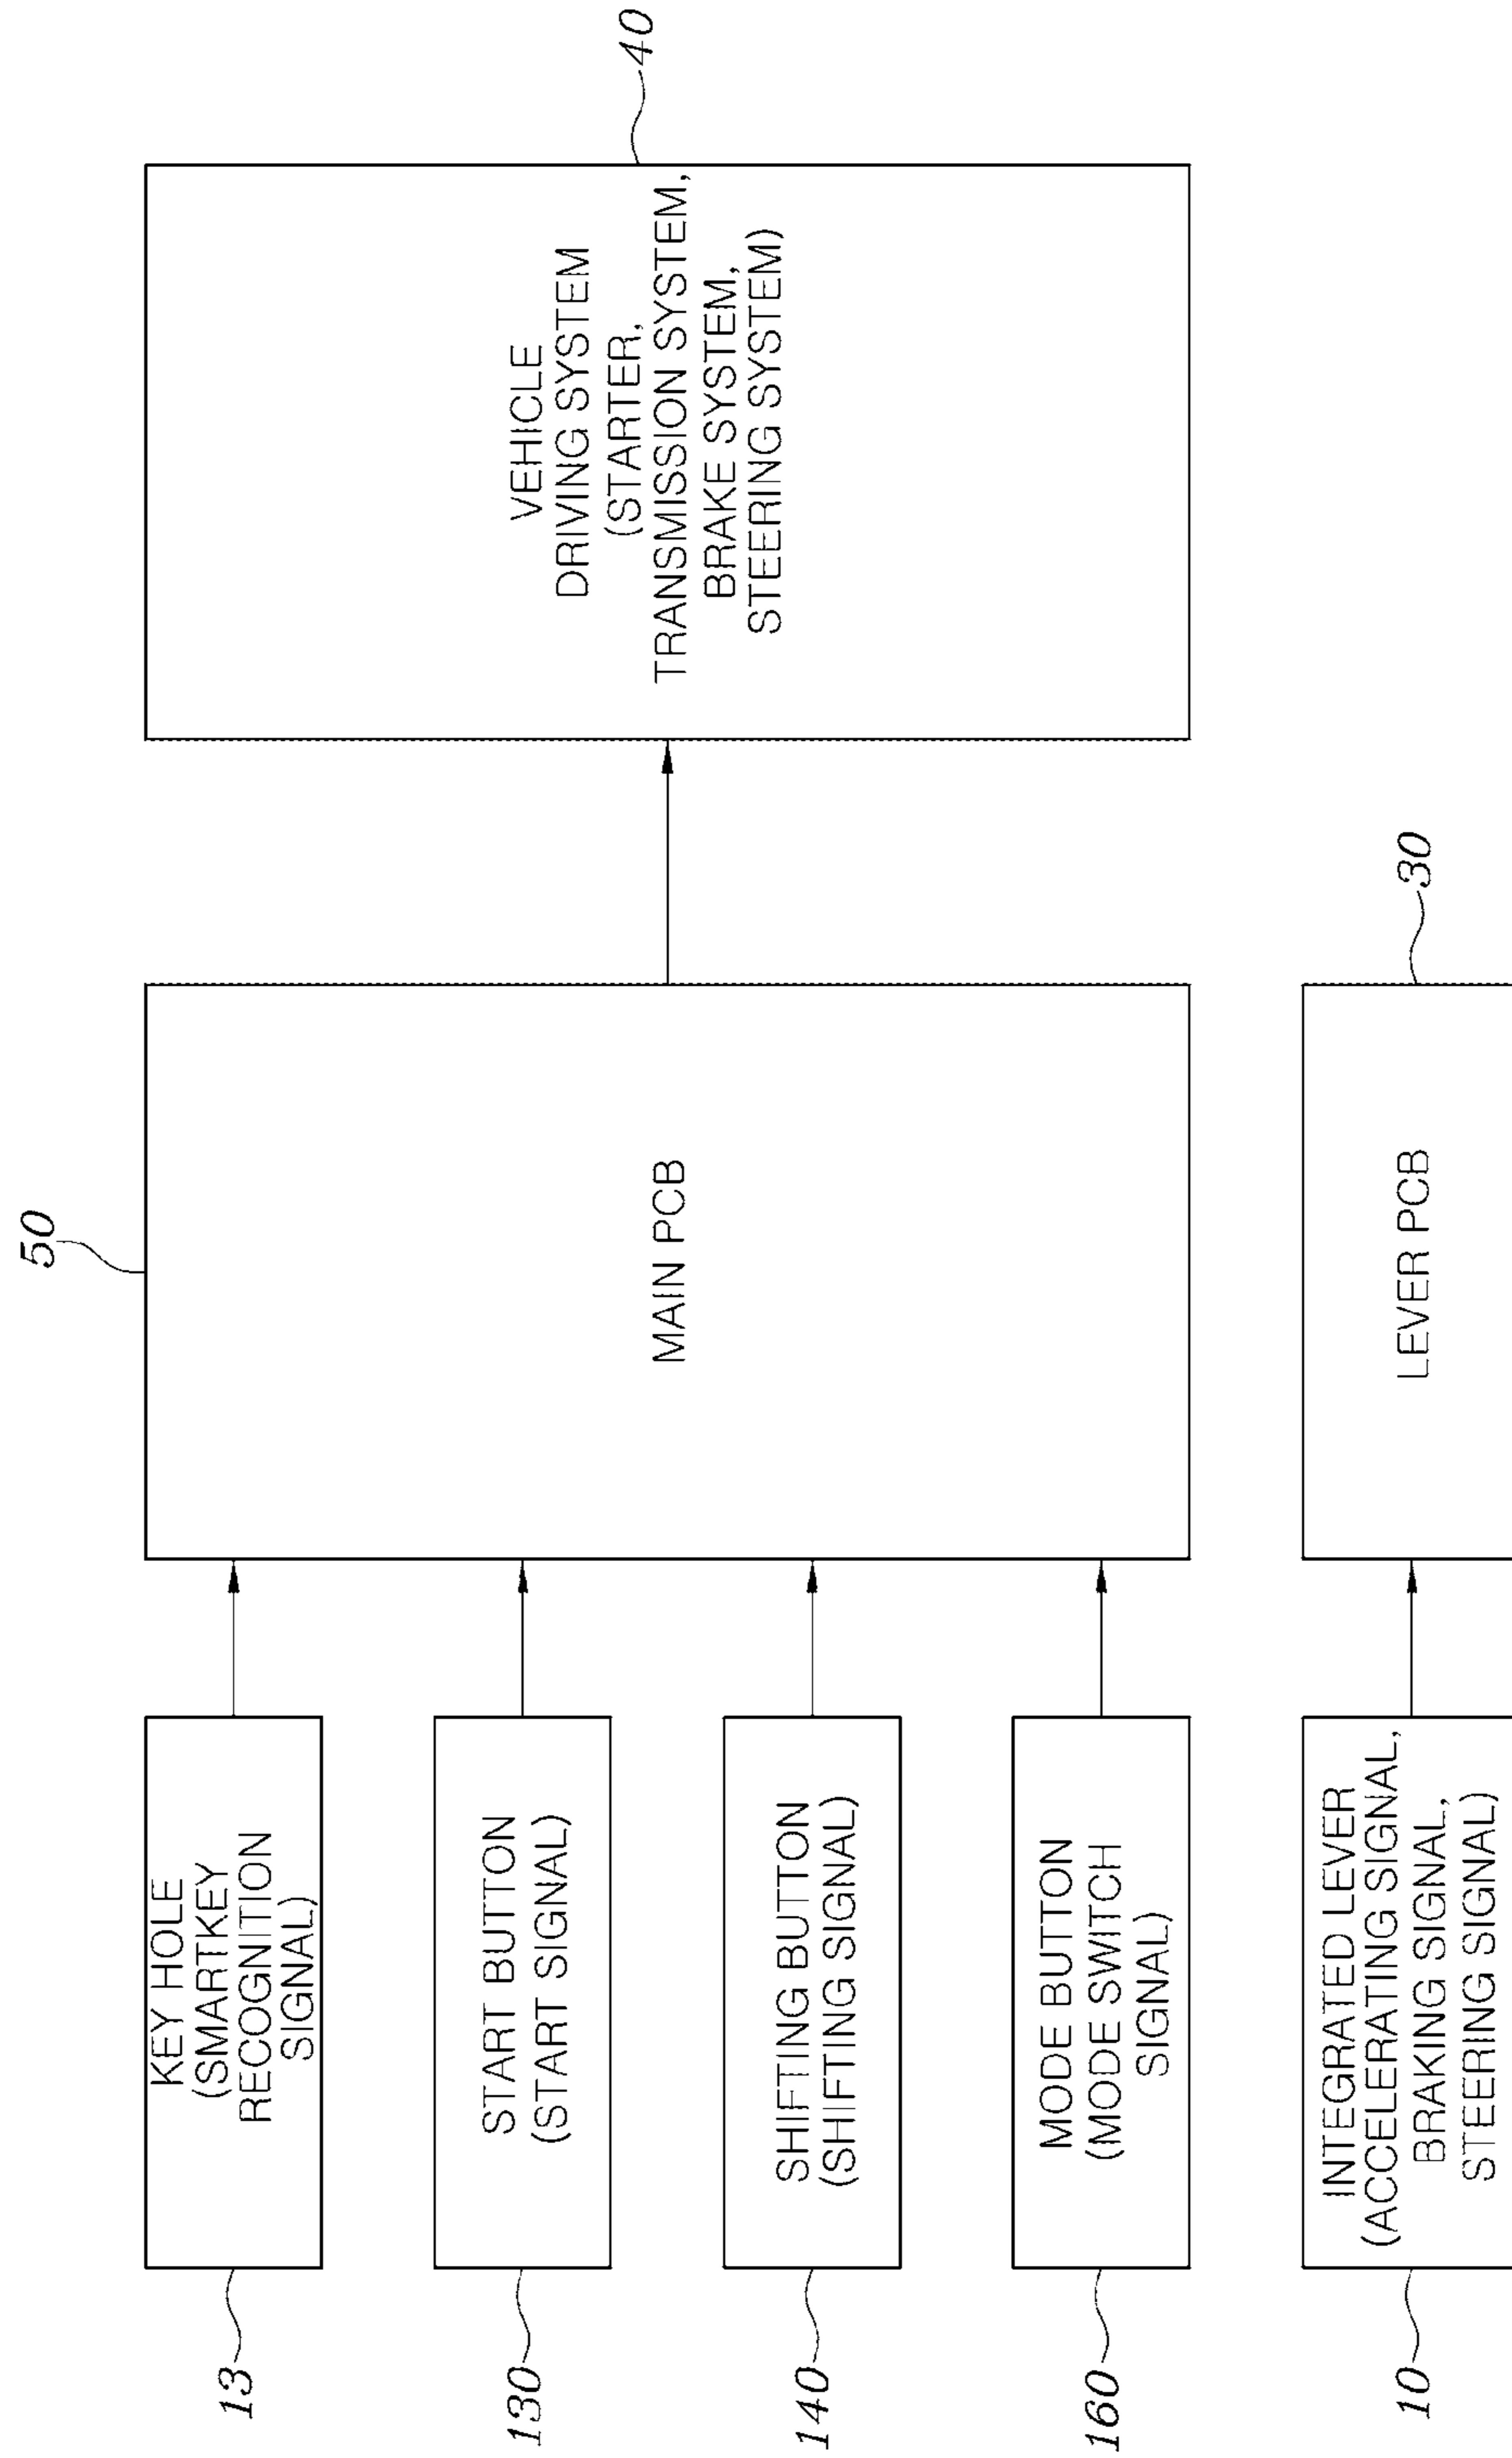 13
KEY HOLE
(SMARTKEY
RECOGNITION
SIGNAL)
130
START BUTTON
(START SIGNAL)
140
SHIFTING BUTTON
(SHIFTING SIGNAL)
160
MODE BUTTON
(MODE SWITCH
SIGNAL)
10
INTEGRATED LEVER
(ACCELERATING SIGNAL,
BRAKING SIGNAL,
STEERING SIGNAL)
50
MAIN PCB
30
LEVER PCB
40
VEHICLE
DRIVING SYSTEM
(STARTER,
TRANSMISSION SYSTEM,
BRAKE SYSTEM,
STEERING SYSTEM)